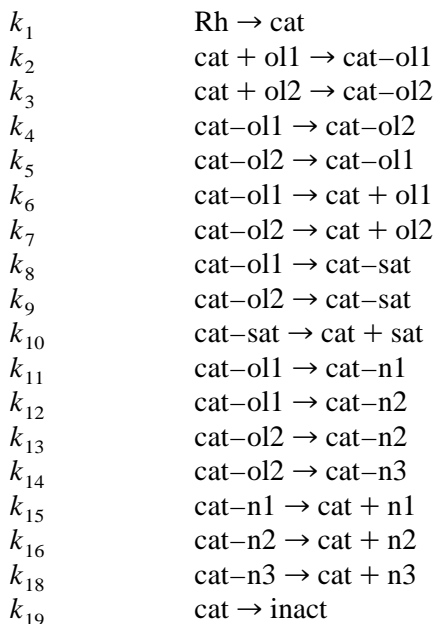 k₁ Rh → cat
k₂ cat + ol1 → cat–ol1
k₃ cat + ol2 → cat–ol2
k₄ cat–ol1 → cat–ol2
k₅ cat–ol2 → cat–ol1
k₆ cat–ol1 → cat + ol1
k₇ cat–ol2 → cat + ol2
k₈ cat–ol1 → cat–sat
k₉ cat–ol2 → cat–sat
k₁₀ cat–sat → cat + sat
k₁₁ cat–ol1 → cat–n1
k₁₂ cat–ol1 → cat–n2
k₁₃ cat–ol2 → cat–n2
k₁₄ cat–ol2 → cat–n3
k₁₅ cat–n1 → cat + n1
k₁₆ cat–n2 → cat + n2
k₁₈ cat–n3 → cat + n3
k₁₉ cat → inact